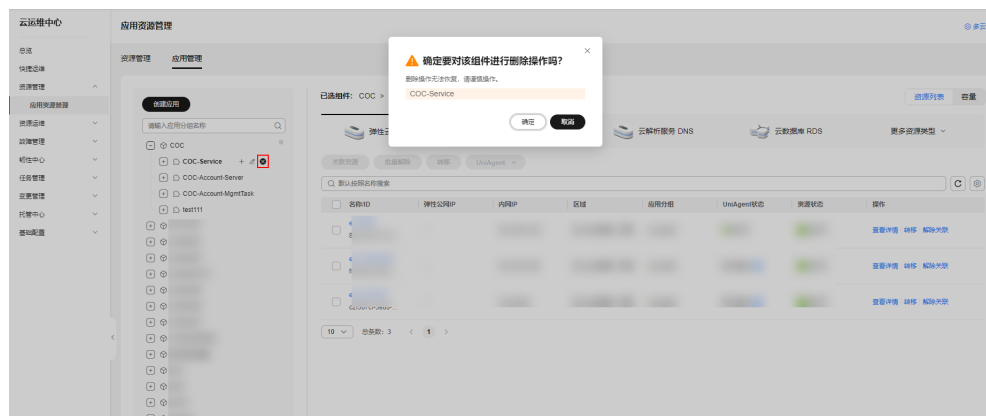 云运维中心
应用资源管理
多云
总览
快捷运维
资源管理
应用资源管理
资源运维
故障管理
韧性中心
任务管理
变更管理
托管中心
基础配置
资源管理
应用管理
创建应用
请输入应用分组名称
COC
COC-Service
COC-Account-Server
COC-Account-MgmtTask
test111
确定要对该组件进行删除操作吗?
删除操作无法恢复,请谨慎操作。
COC-Service
确定
取消
已选组件: COC >
资源列表
容量
云解析服务 DNS
云数据库 RDS
更多资源类型
关联资源
批量解除
转移
UniAgent
默认按照名称搜索
名称/ID
弹性公网IP
内网IP
区域
应用分组
UniAgent状态
资源状态
操作
查看详情 转移 解除关联
查看详情 转移 解除关联
查看详情 转移 解除关联
10
总条数: 3
1